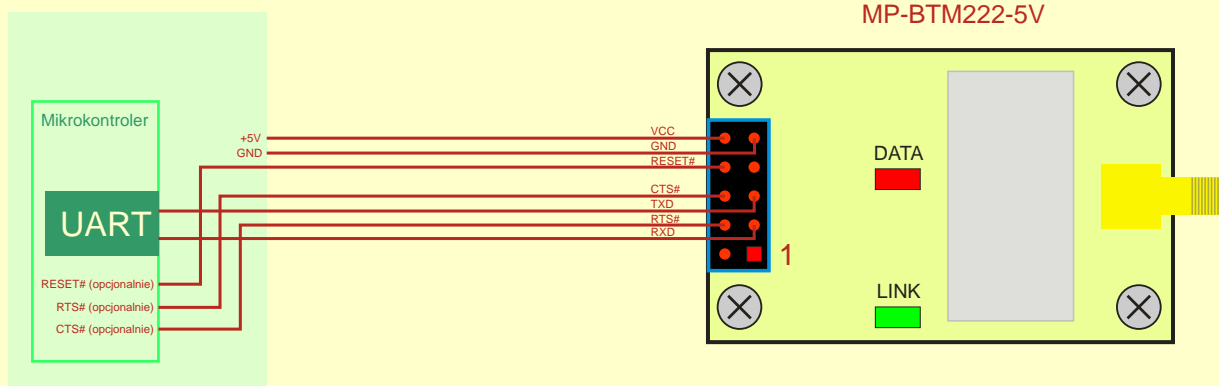 MP-BTM222-5V
Mikrokontroler
+5V
GND
VCC
GND
RESET#
CTS#
TXD
RTS#
RXD
UART
RESET# (opcjonalnie)
RTS# (opcjonalnie)
CTS# (opcjonalnie)
1
DATA
LINK